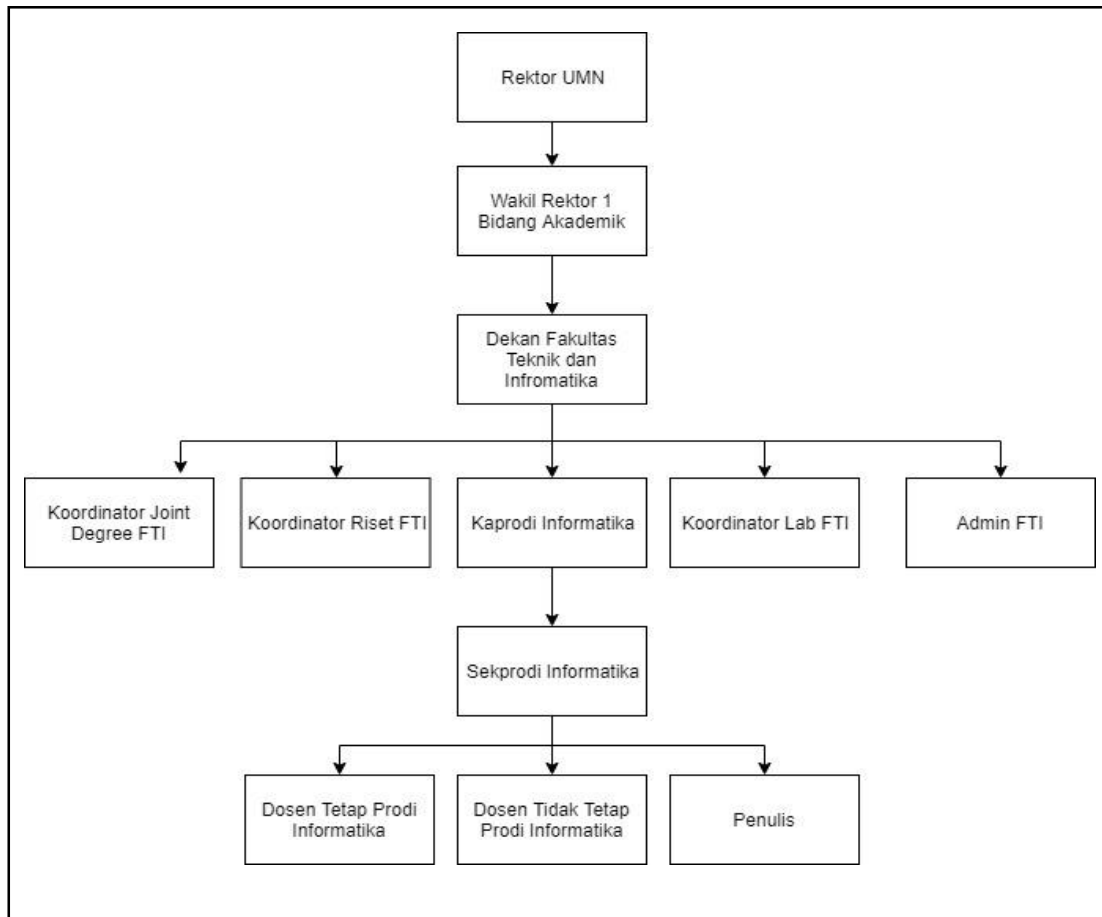 Rektor UMN
Wakil Rektor 1
Bidang Akademik
Dekan Fakultas
Teknik dan
Infromatika
Koordinator Joint
Degree FTI
Koordinator Riset FTI
Kaprodi Informatika
Koordinator Lab FTI
Admin FTI
Sekprodi Informatika
Dosen Tetap Prodi
Informatika
Dosen Tidak Tetap
Prodi Informatika
Penulis